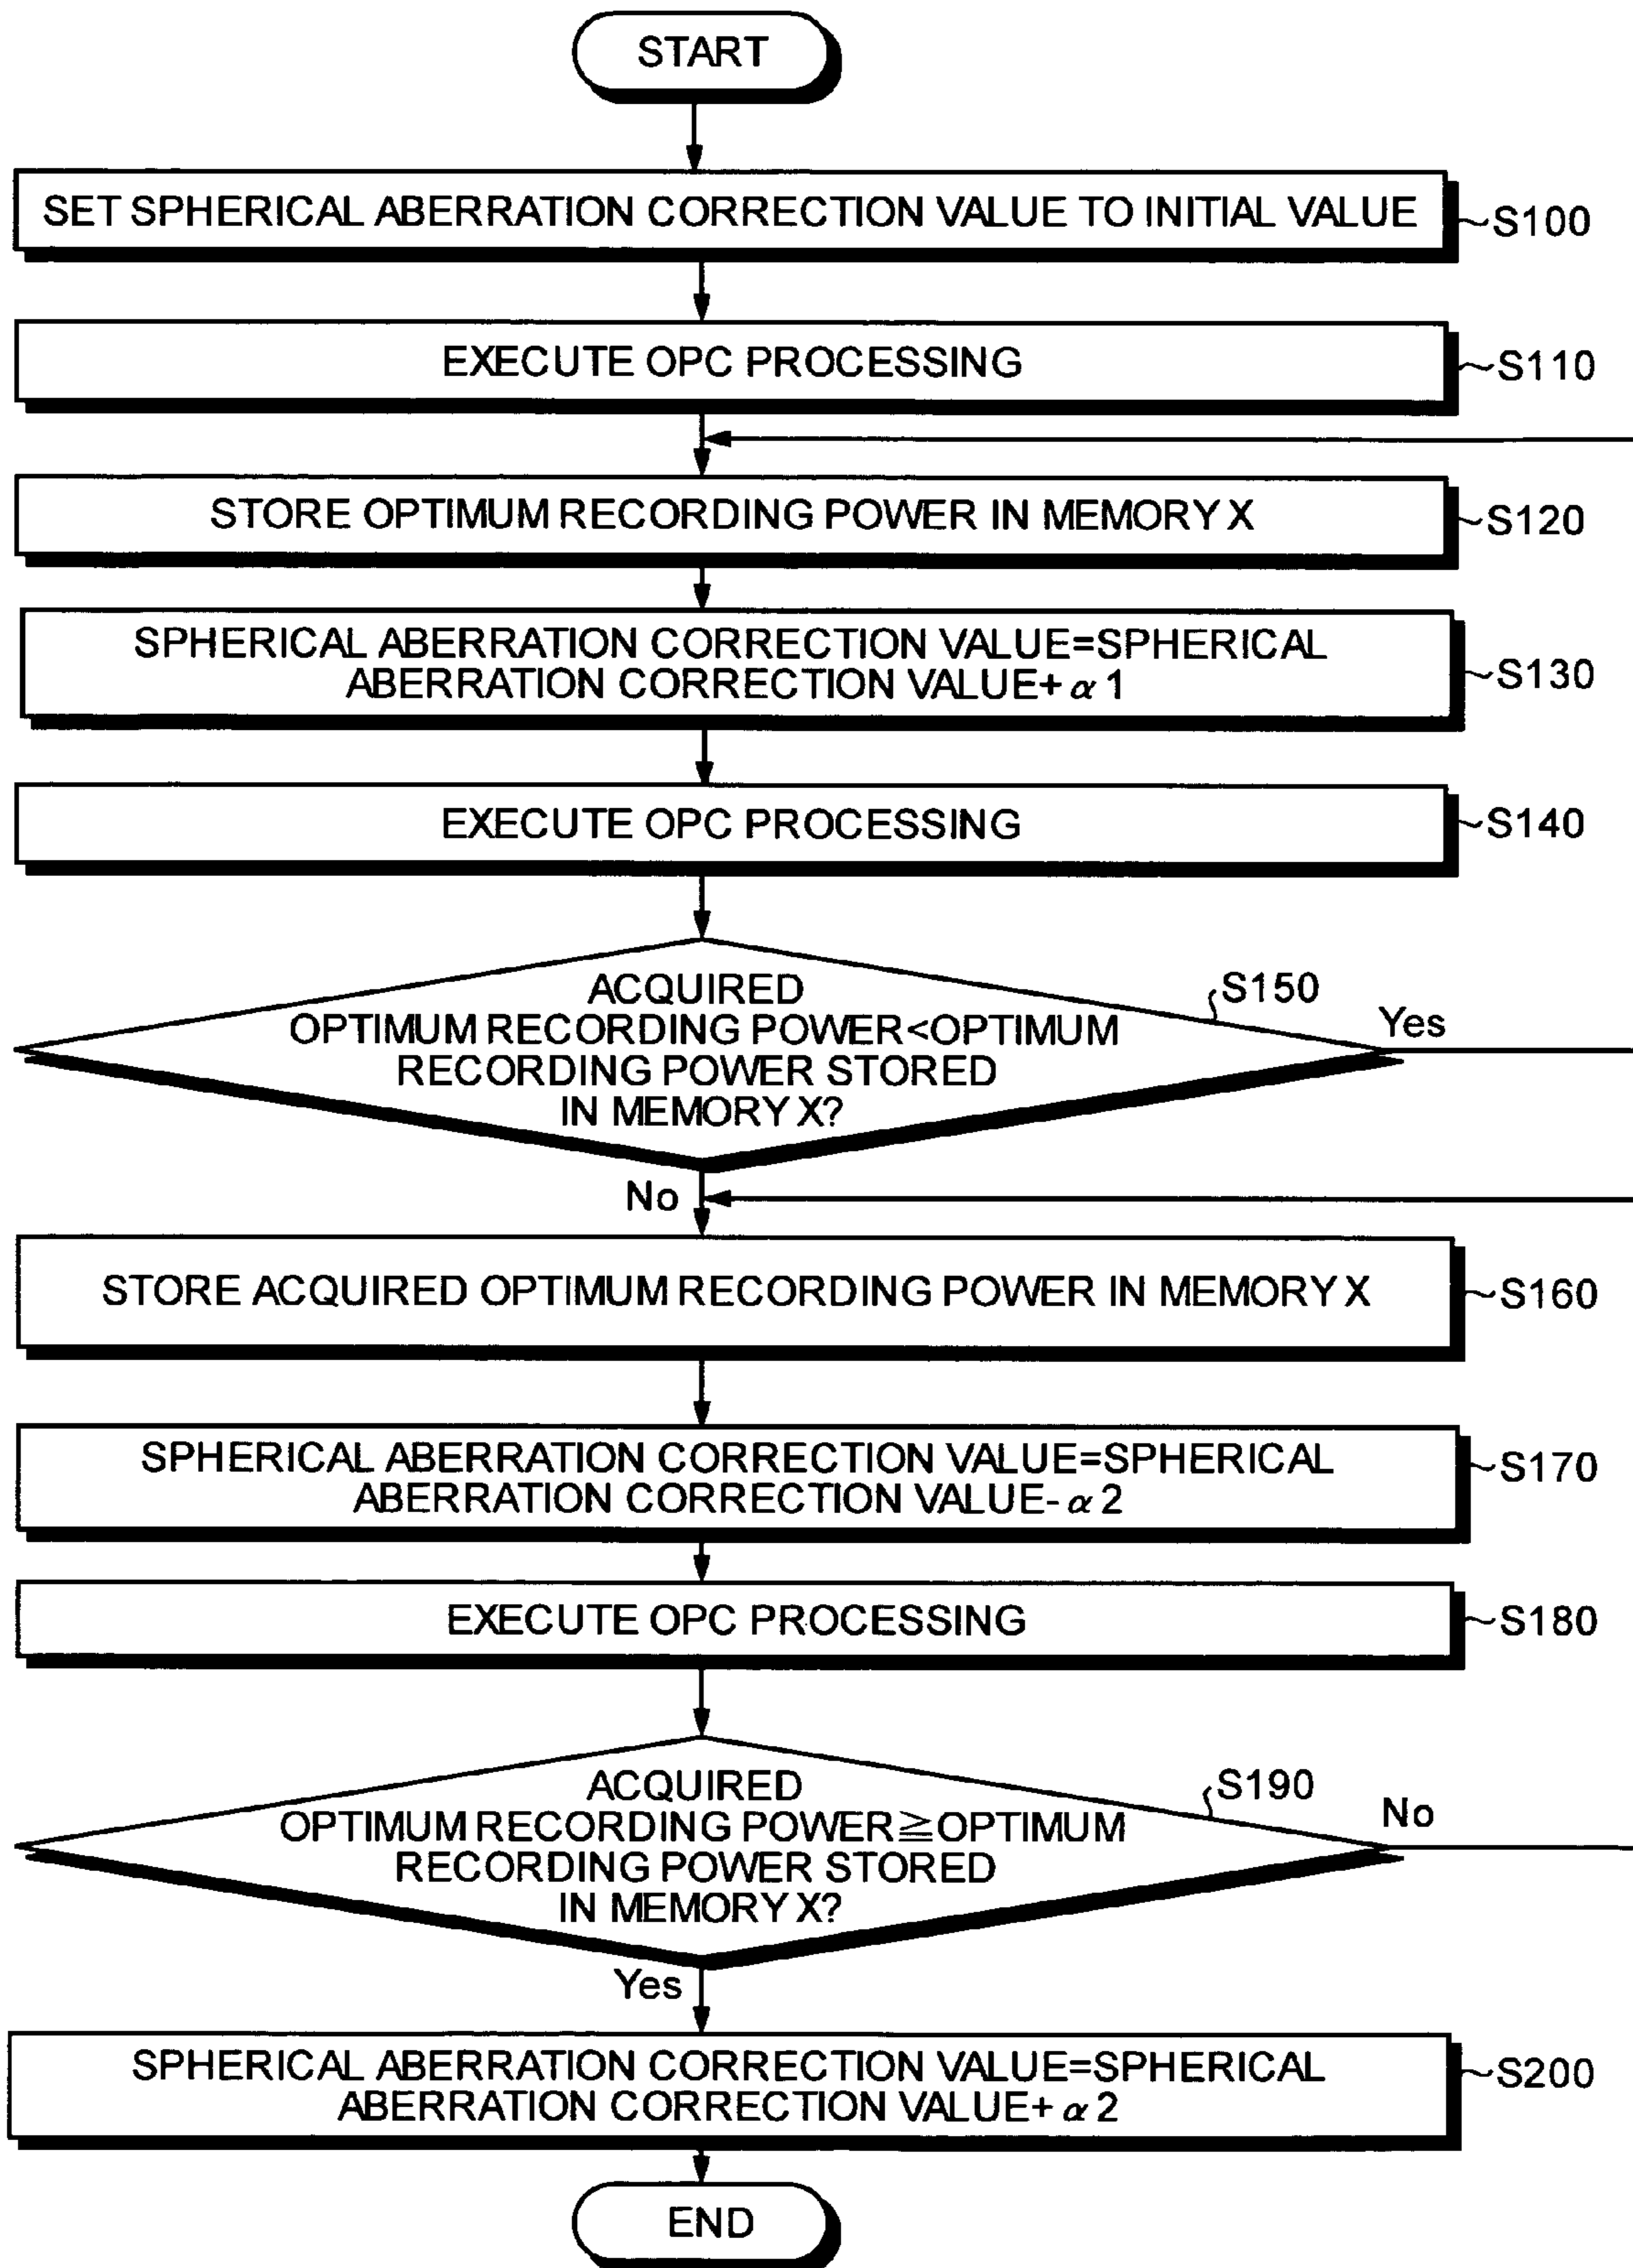 START
SET SPHERICAL ABERRATION CORRECTION VALUE TO INITIAL VALUE
S100
EXECUTE OPC PROCESSING
S110
STORE OPTIMUM RECORDING POWER IN MEMORY X
S120
SPHERICAL ABERRATION CORRECTION VALUE=SPHERICAL
ABERRATION CORRECTION VALUE+α1
S130
EXECUTE OPC PROCESSING
S140
ACQUIRED
OPTIMUM RECORDING POWER<OPTIMUM
RECORDING POWER STORED
IN MEMORY X?
S150
Yes
No
STORE ACQUIRED OPTIMUM RECORDING POWER IN MEMORY X
S160
SPHERICAL ABERRATION CORRECTION VALUE=SPHERICAL
ABERRATION CORRECTION VALUE-α2
S170
EXECUTE OPC PROCESSING
S180
ACQUIRED
OPTIMUM RECORDING POWER≧OPTIMUM
RECORDING POWER STORED
IN MEMORY X?
S190
No
Yes
SPHERICAL ABERRATION CORRECTION VALUE=SPHERICAL
ABERRATION CORRECTION VALUE+α2
S200
END